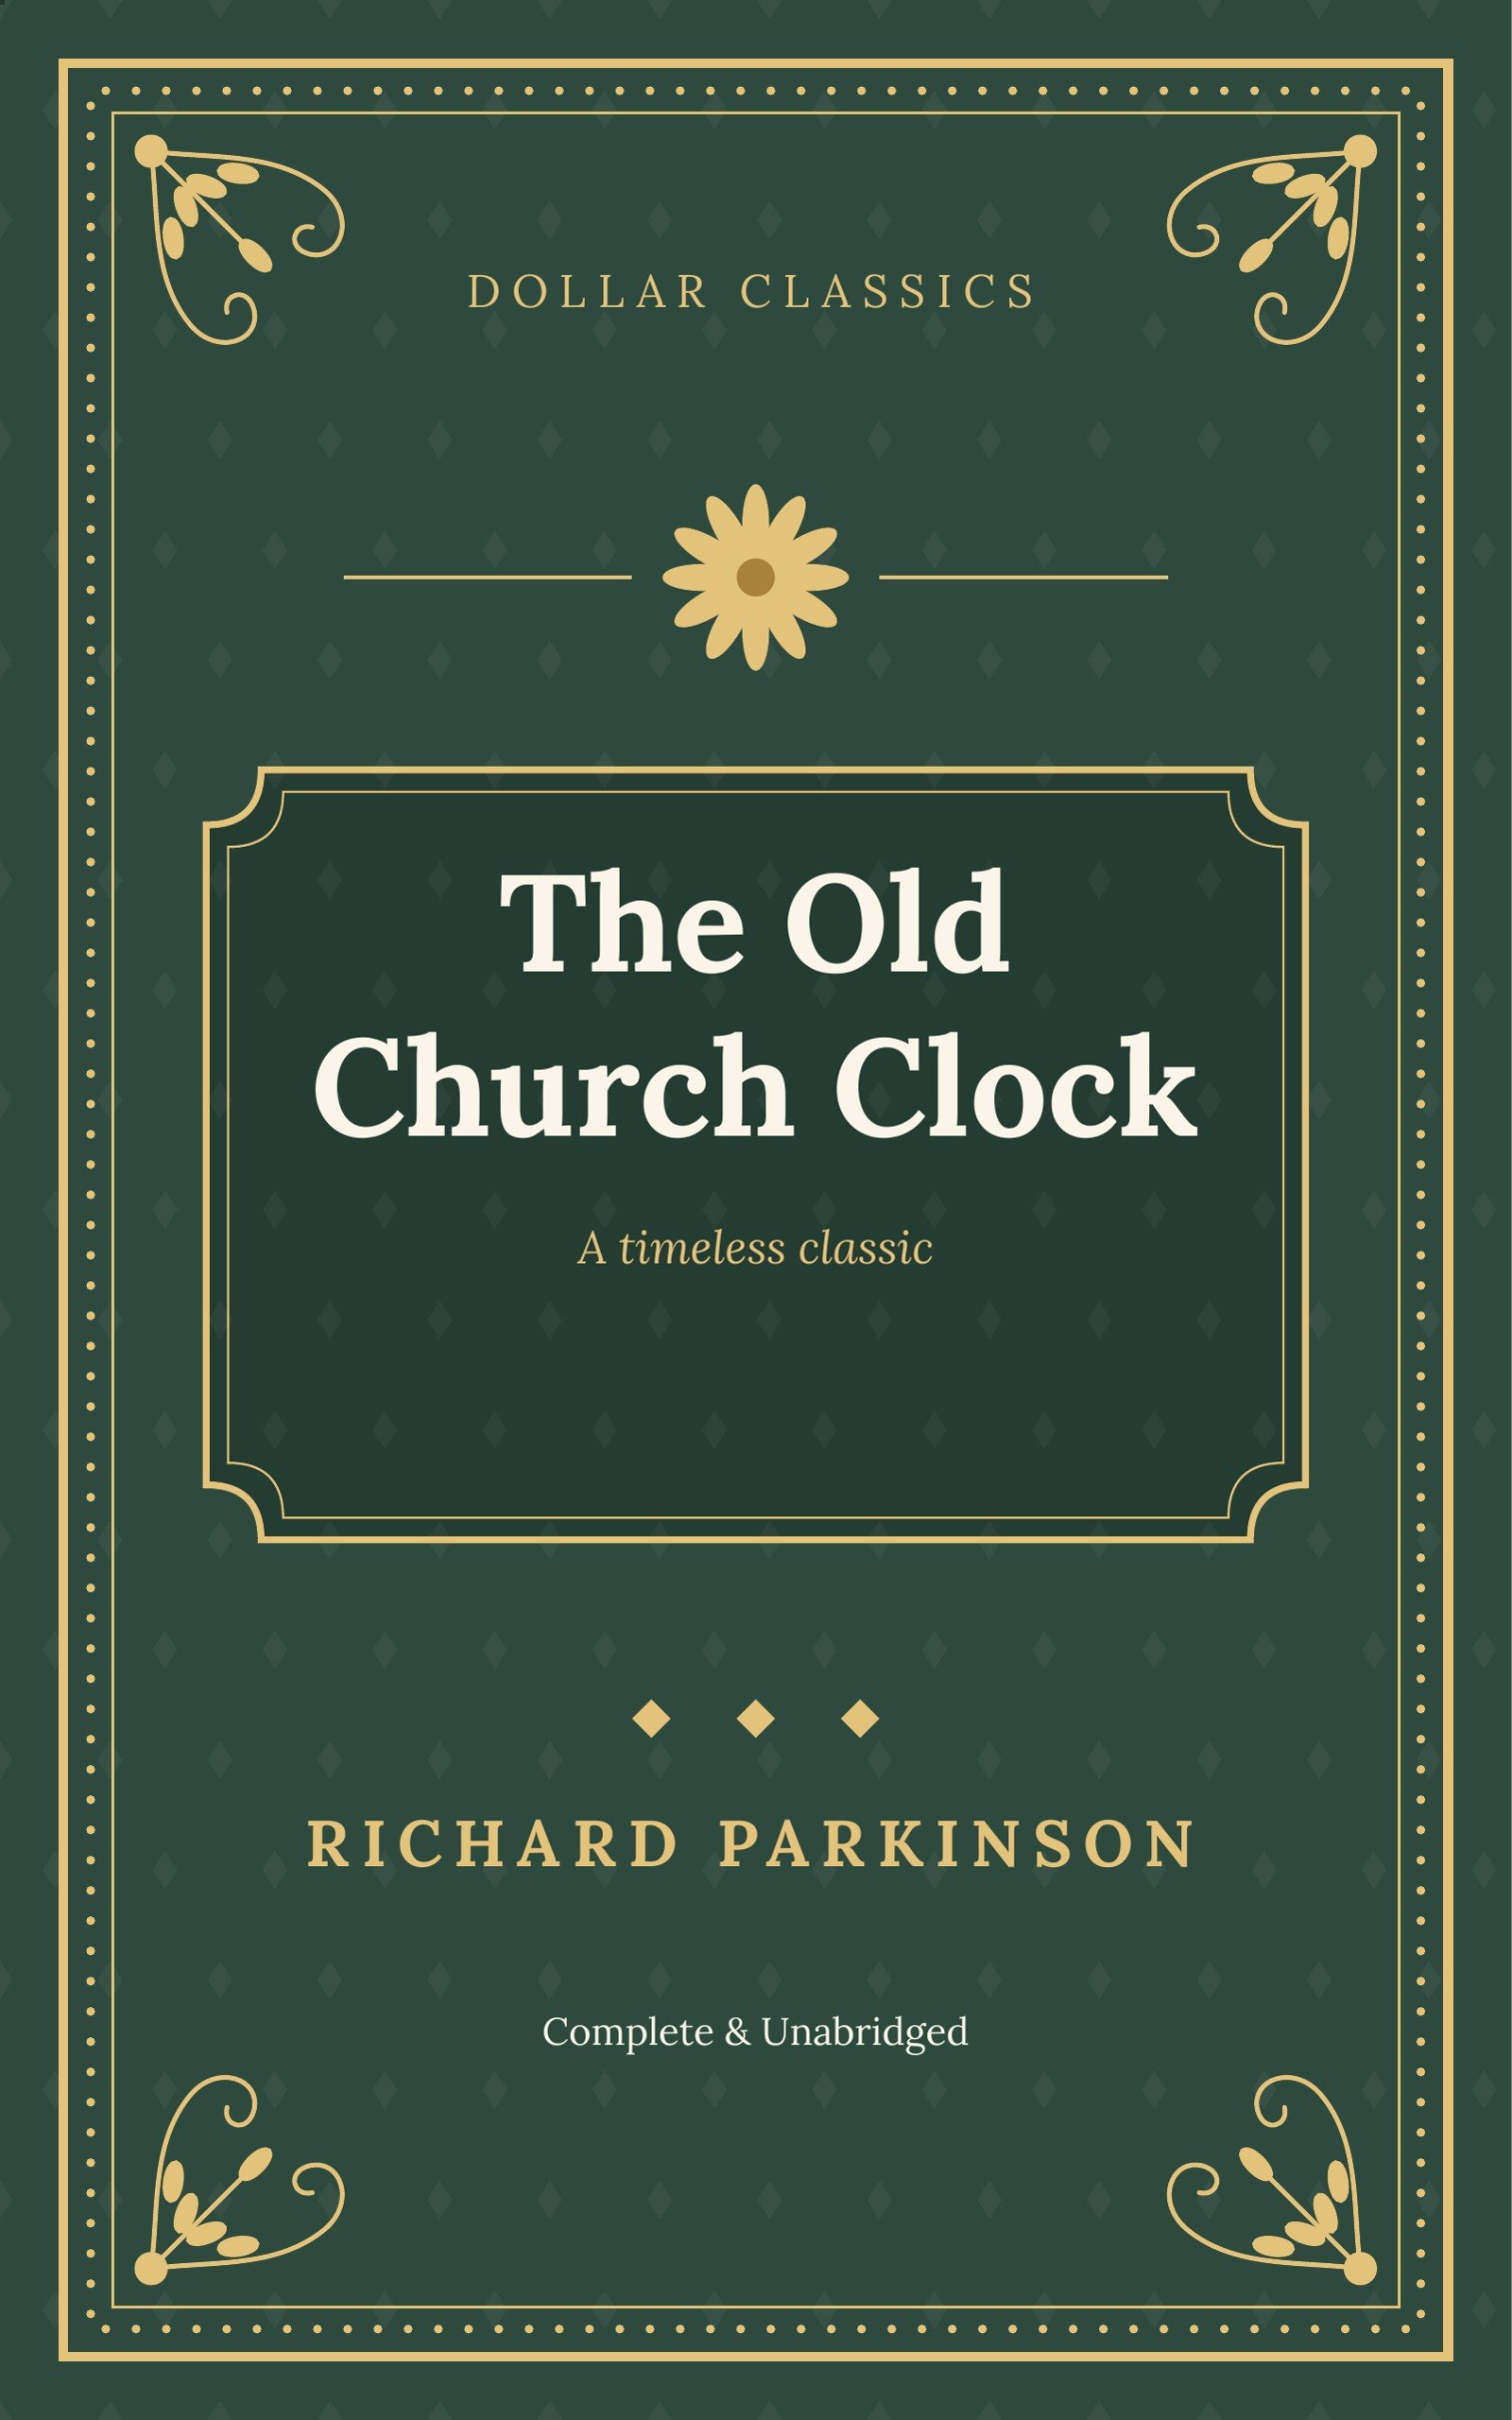 DOLLAR CLASSICS
The Old
Church Clock
A timeless classic
RICHARD PARKINSON
Complete & Unabridged